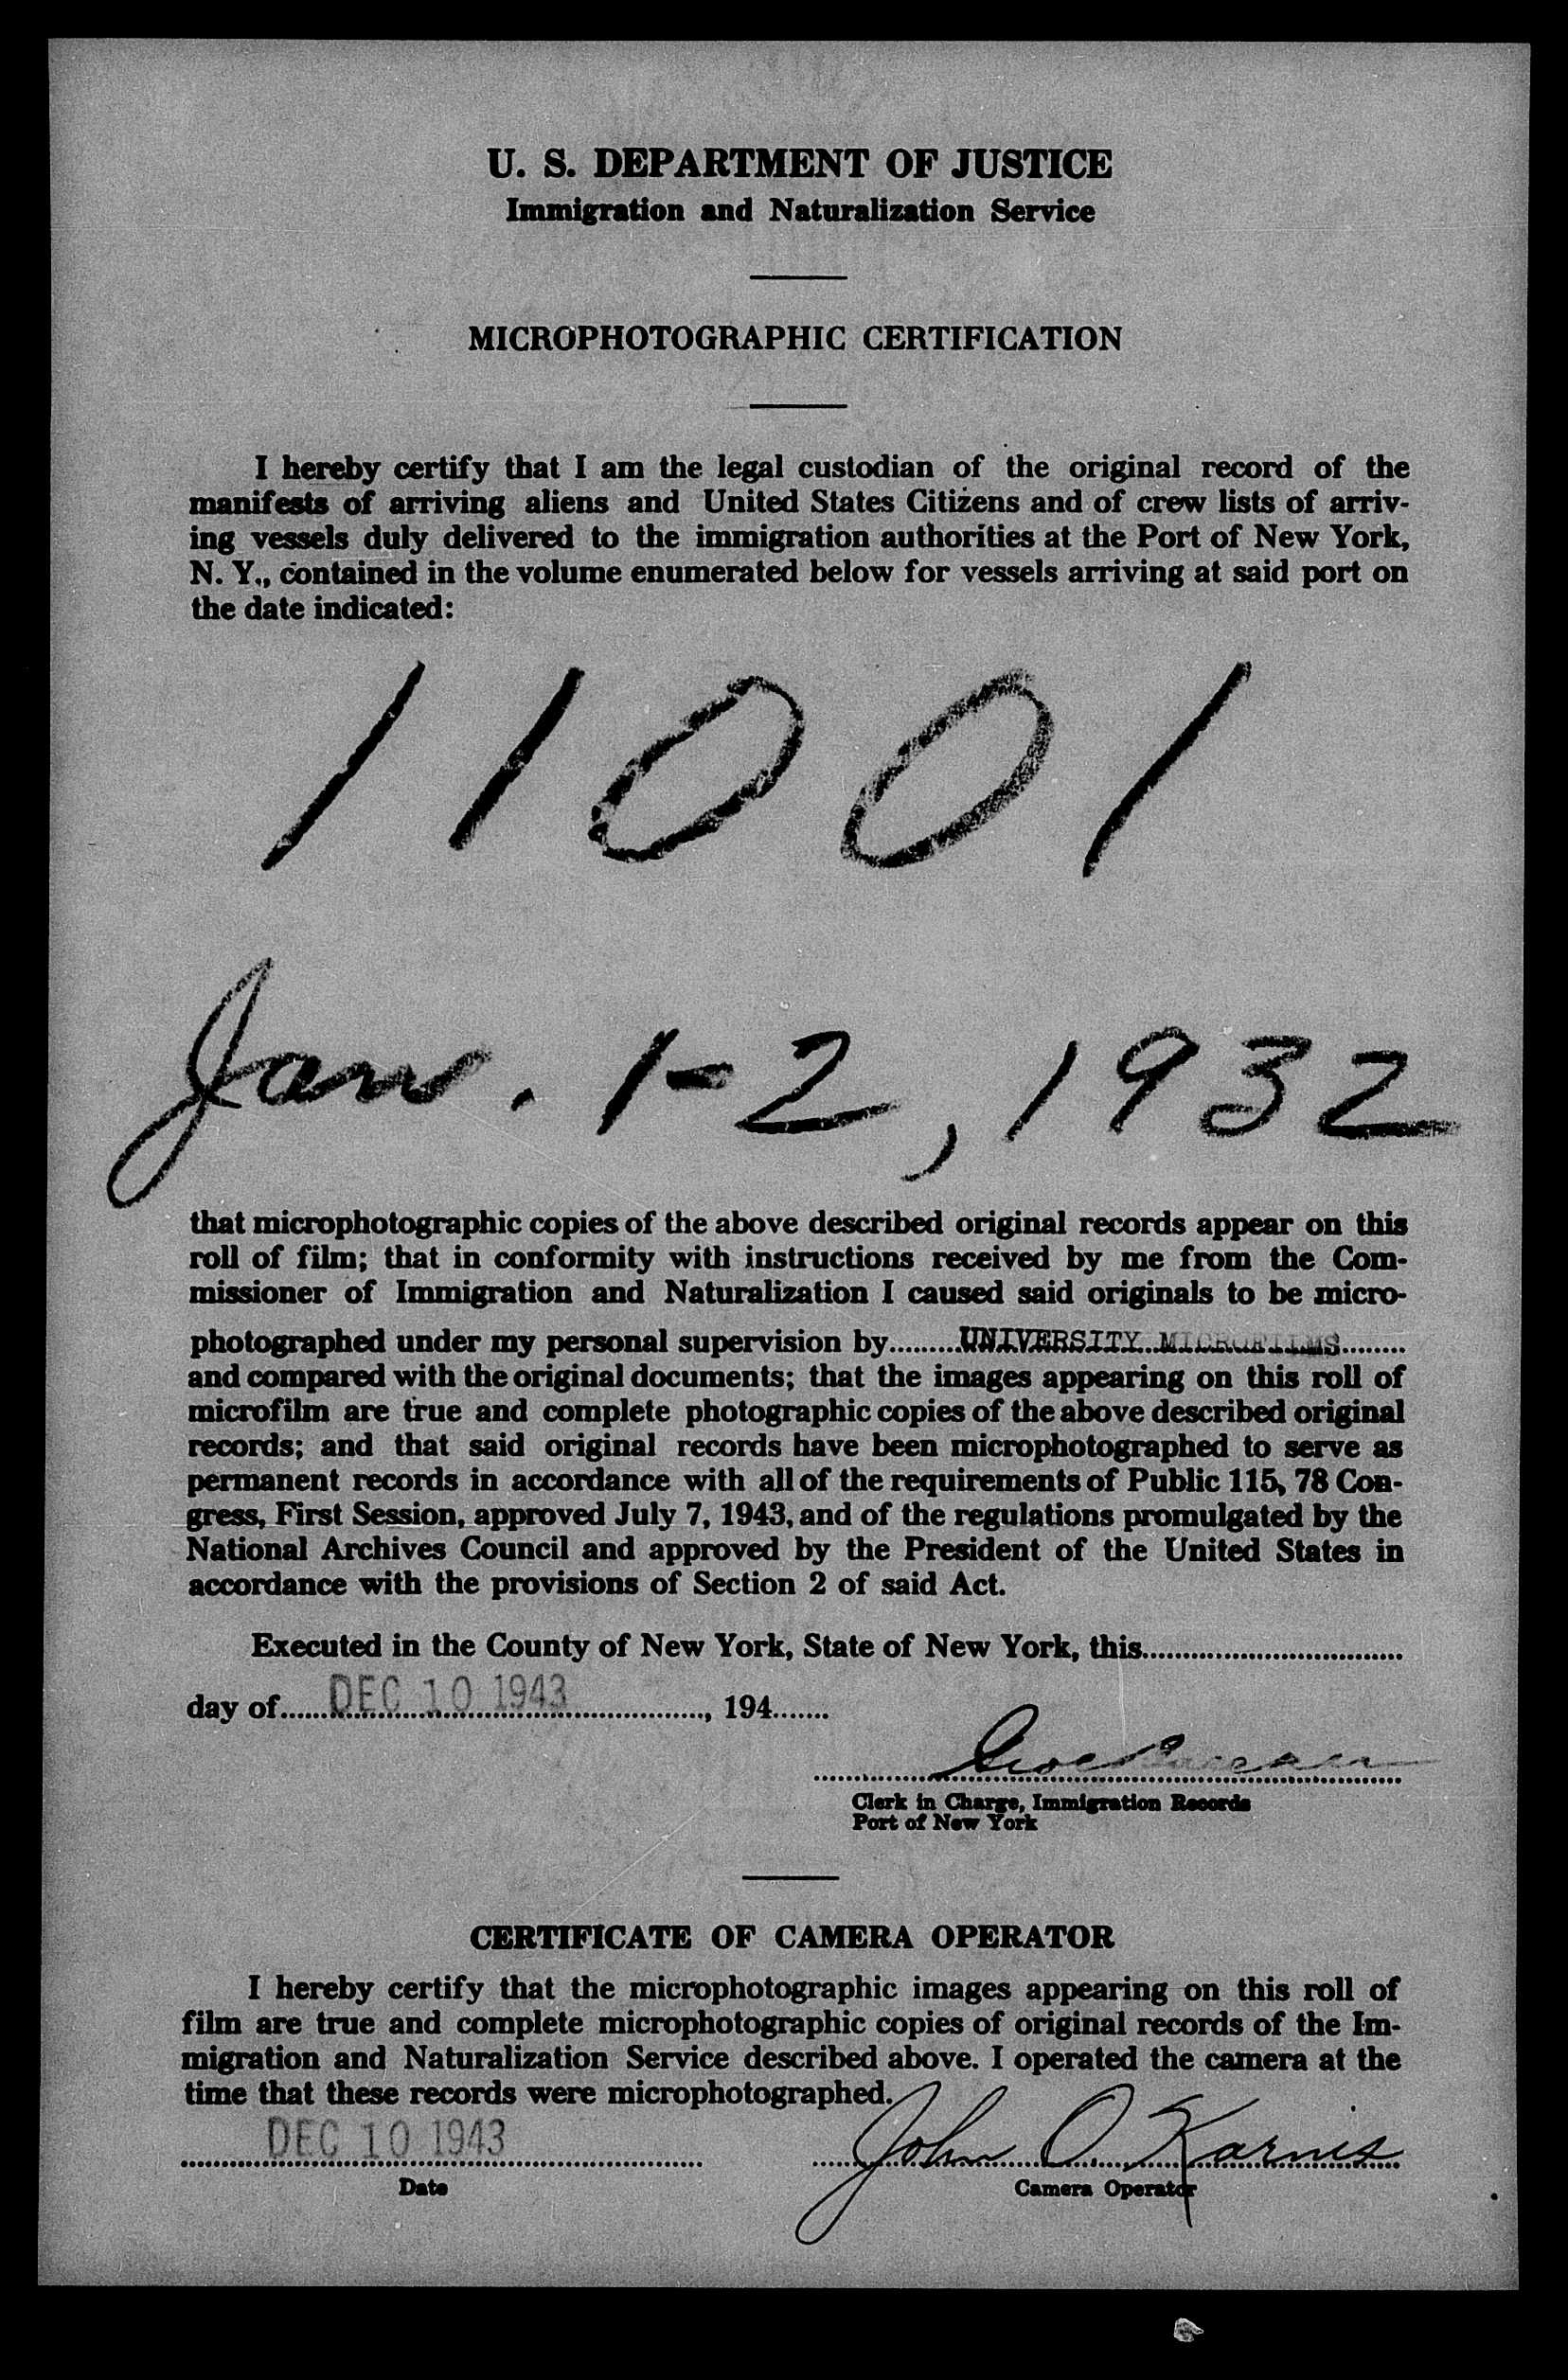 U. S. DEPARTMENT OF JUSTICE
Immigration and Naturalization Service
MICROPHOTOGRAPHIC CERTIFICATION
I hereby certify that I am the legal custodian of the original record of the
manifests of arriving aliens and United States Citizens and of crew lists of arriv-
ing vessels duly delivered to the immigration authorities at the Port of New York,
N. Y., contained in the volume enumerated below for vessels arriving at said port on
the date indicated:
11001
Jan. 1-2, 1932
that microphotographic copies of the above described original records appear on this
roll of film; that in conformity with instructions received by me from the Com-
missioner of Immigration and Naturalization I caused said originals to be micro-
photographed under my personal supervision by.........UNIVERSITY MICROFILMS.........
and compared with the original documents; that the images appearing on this roll of
microfilm are true and complete photographic copies of the above described original
records; and that said original records have been microphotographed to serve as
permanent records in accordance with all of the requirements of Public 115, 78 Con-
gress, First Session, approved July 7, 1943, and of the regulations promulgated by the
National Archives Council and approved by the President of the United States in
accordance with the provisions of Section 2 of said Act.
Executed in the County of New York, State of New York, this................................
day of......DEC 10 1943................., 194.......
Clerk in Charge, Immigration Records
Port of New York
CERTIFICATE OF CAMERA OPERATOR
I hereby certify that the microphotographic images appearing on this roll of
film are true and complete microphotographic copies of original records of the Im-
migration and Naturalization Service described above. I operated the camera at the
time that these records were microphotographed.
DEC 10 1943 John O. Karnis
Date Camera Operator